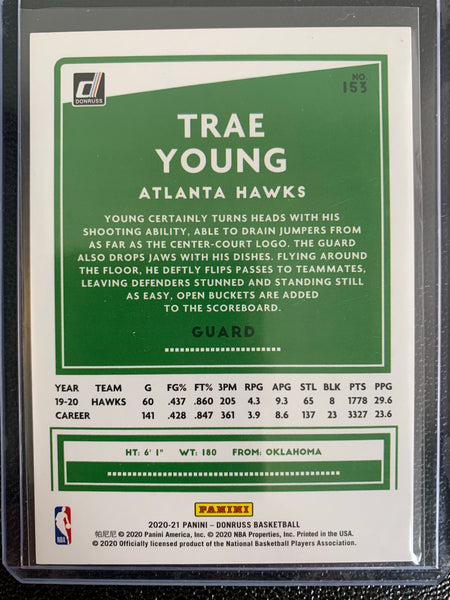 DONRUSS
NO.
153
TRAE
YOUNG
ATLANTA HAWKS
YOUNG CERTAINLY TURNS HEADS WITH HIS
SHOOTING ABILITY, ABLE TO DRAIN JUMPERS FROM
AS FAR AS THE CENTER-COURT LOGO. THE GUARD
ALSO DROPS JAWS WITH HIS DISHES. FLYING AROUND
THE FLOOR, HE DEFTLY FLIPS PASSES TO TEAMMATES,
LEAVING DEFENDERS STUNNED AND STANDING STILL
AS EASY, OPEN BUCKETS ARE ADDED
TO THE SCOREBOARD.
GUARD
YEAR TEAM G FG% FT% 3PM RPG APG STL BLK PTS PPG
19-20 HAWKS 60 .437 .860 205 4.3 9.3 65 8 1778 29.6
CAREER 141 .428 .847 361 3.9 8.6 137 23 3327 23.6
HT: 6' 1" WT: 180 FROM: OKLAHOMA
PANINI
NBA
2020-21 PANINI – DONRUSS BASKETBALL
帕尼尼 © 2020 Panini America, Inc. © 2020 NBA Properties, Inc. Printed in the USA.
© 2020 Officially licensed product of the National Basketball Players Association.